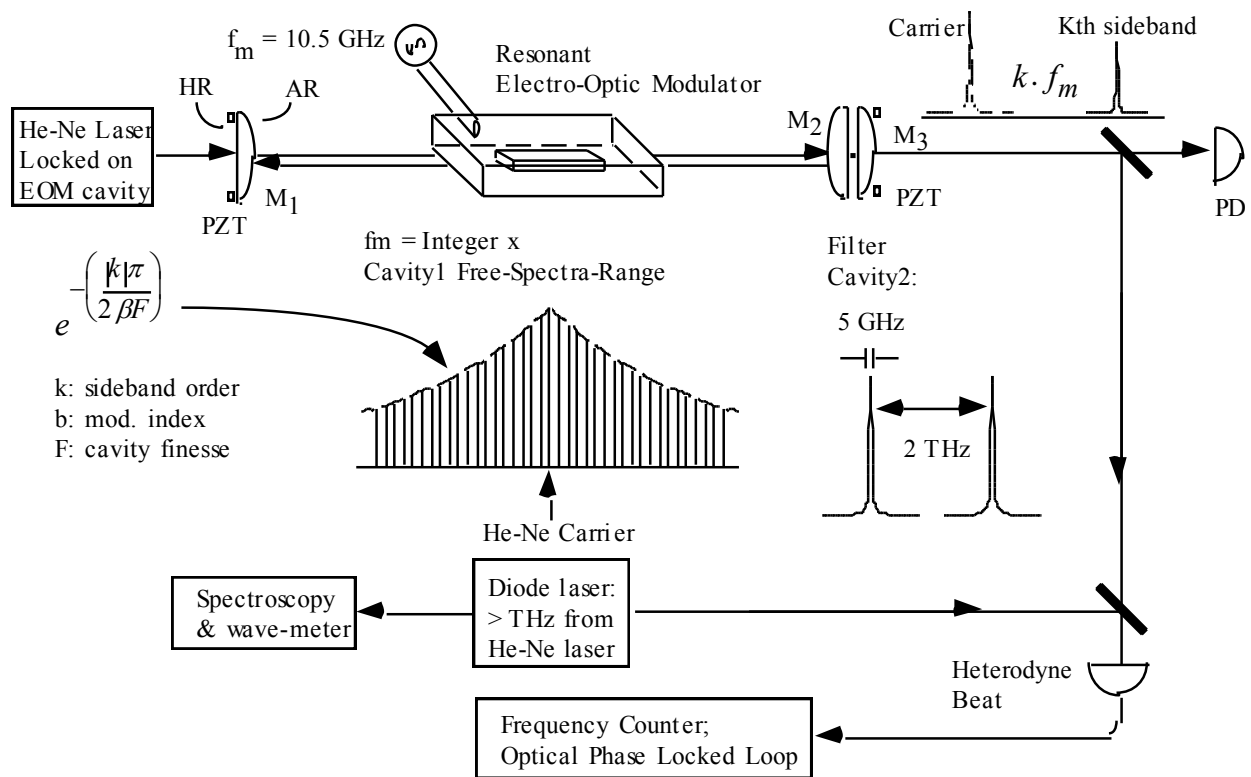 f_m = 10.5 GHz
Resonant
Electro-Optic Modulator
Carrier
Kth sideband
k·f_m
HR
AR
He-Ne Laser
Locked on
EOM cavity
M_1
PZT
M_2
M_3
PZT
PD
fm = Integer x
Cavity1 Free-Spectra-Range
Filter
Cavity2:
5 GHz
2 THz
e^-(|k|π / 2βF)
k: sideband order
b: mod. index
F: cavity finesse
He-Ne Carrier
Spectroscopy
& wave-meter
Diode laser:
> THz from
He-Ne laser
Heterodyne
Beat
Frequency Counter;
Optical Phase Locked Loop